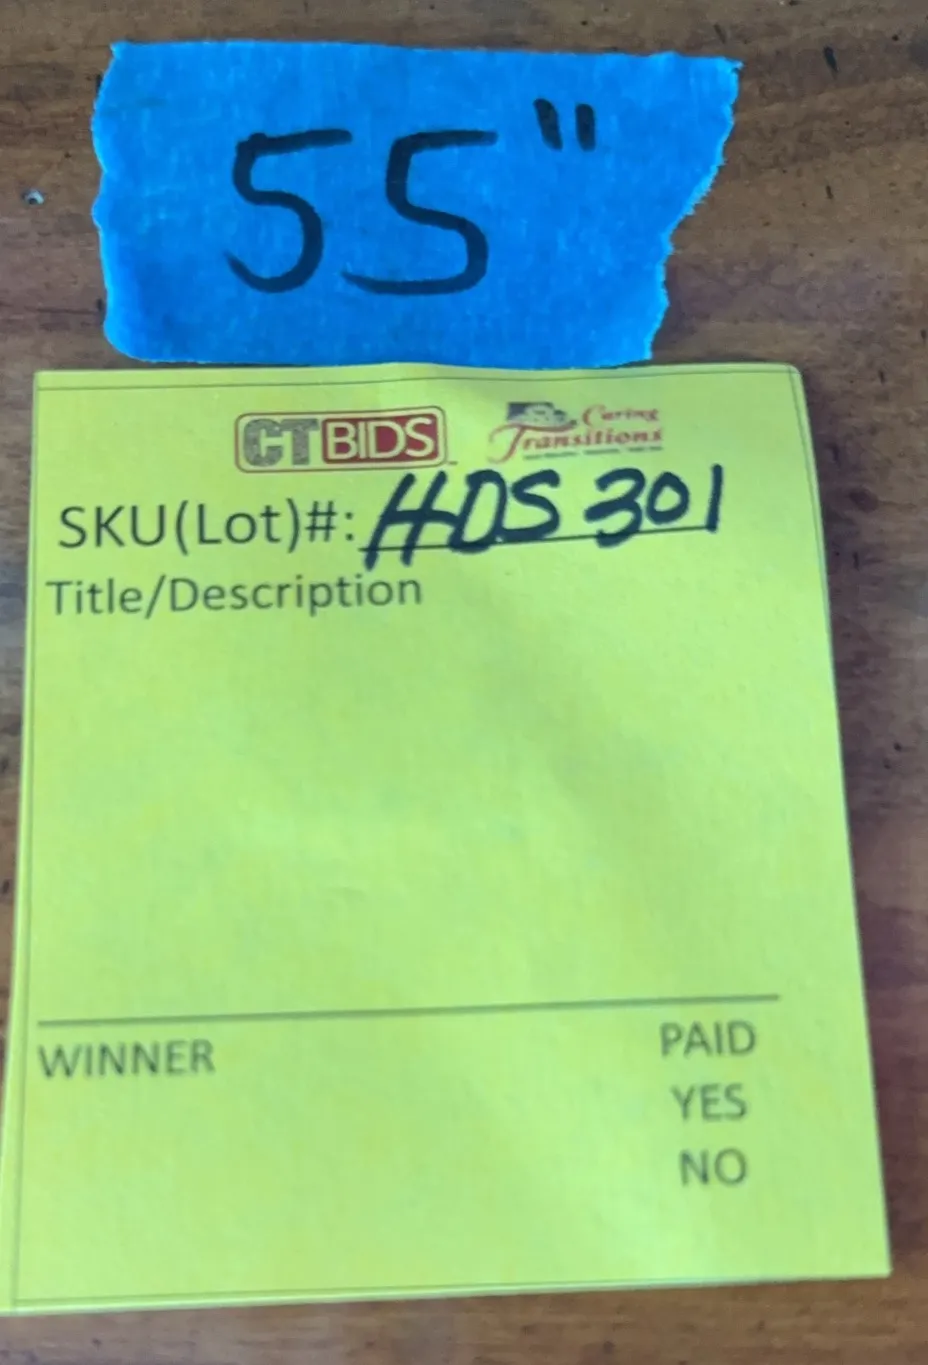 55"
CTBIDS
Caring
Transitions
SKU(Lot)#: HDS 301
Title/Description
WINNER
PAID
YES
NO